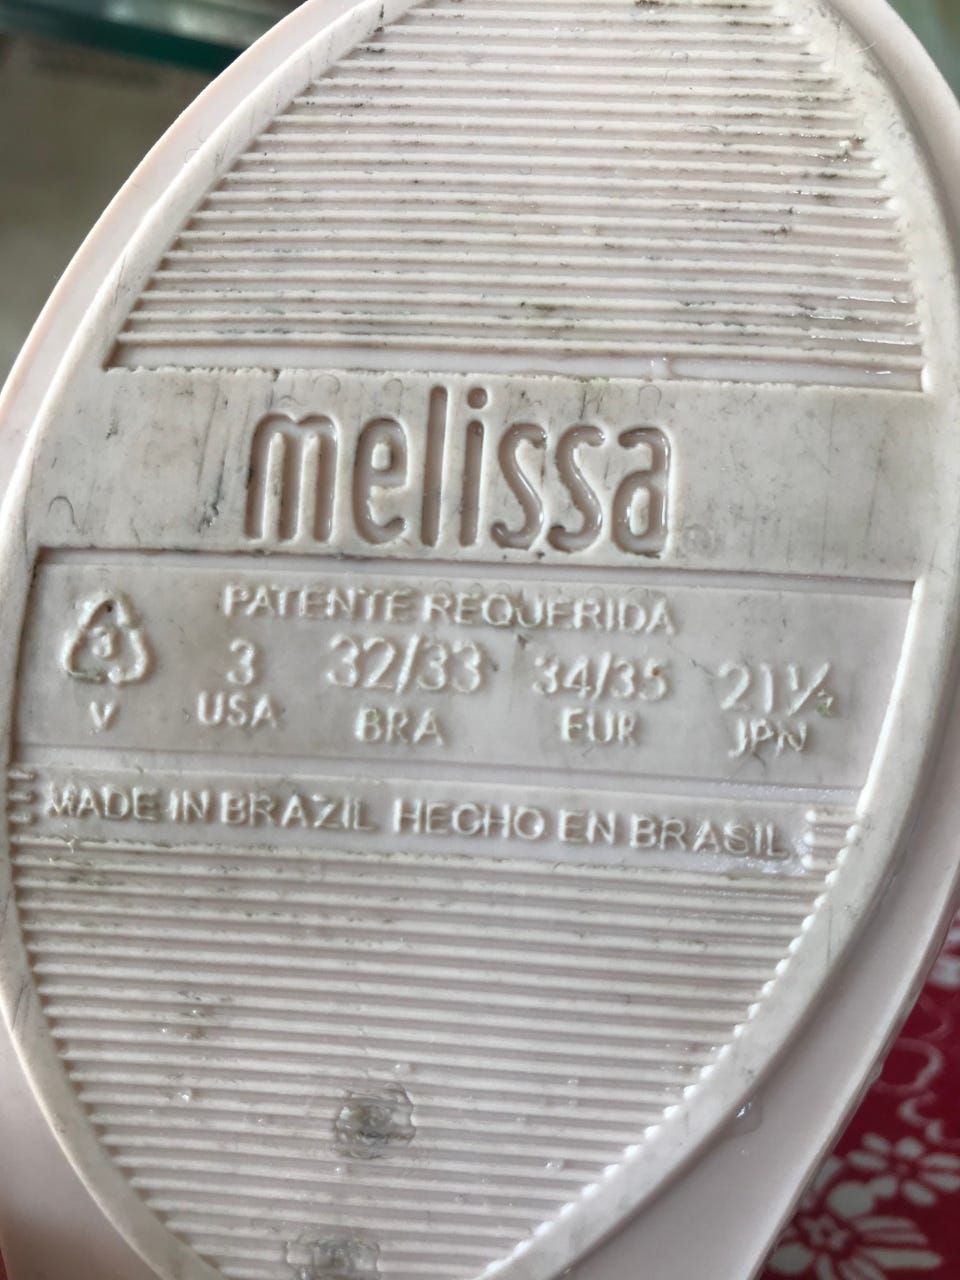 melissa
PATENTE REQUERIDA
3 32/33 34/35 21½
V USA BRA EUR JPN
MADE IN BRAZIL HECHO EN BRASIL